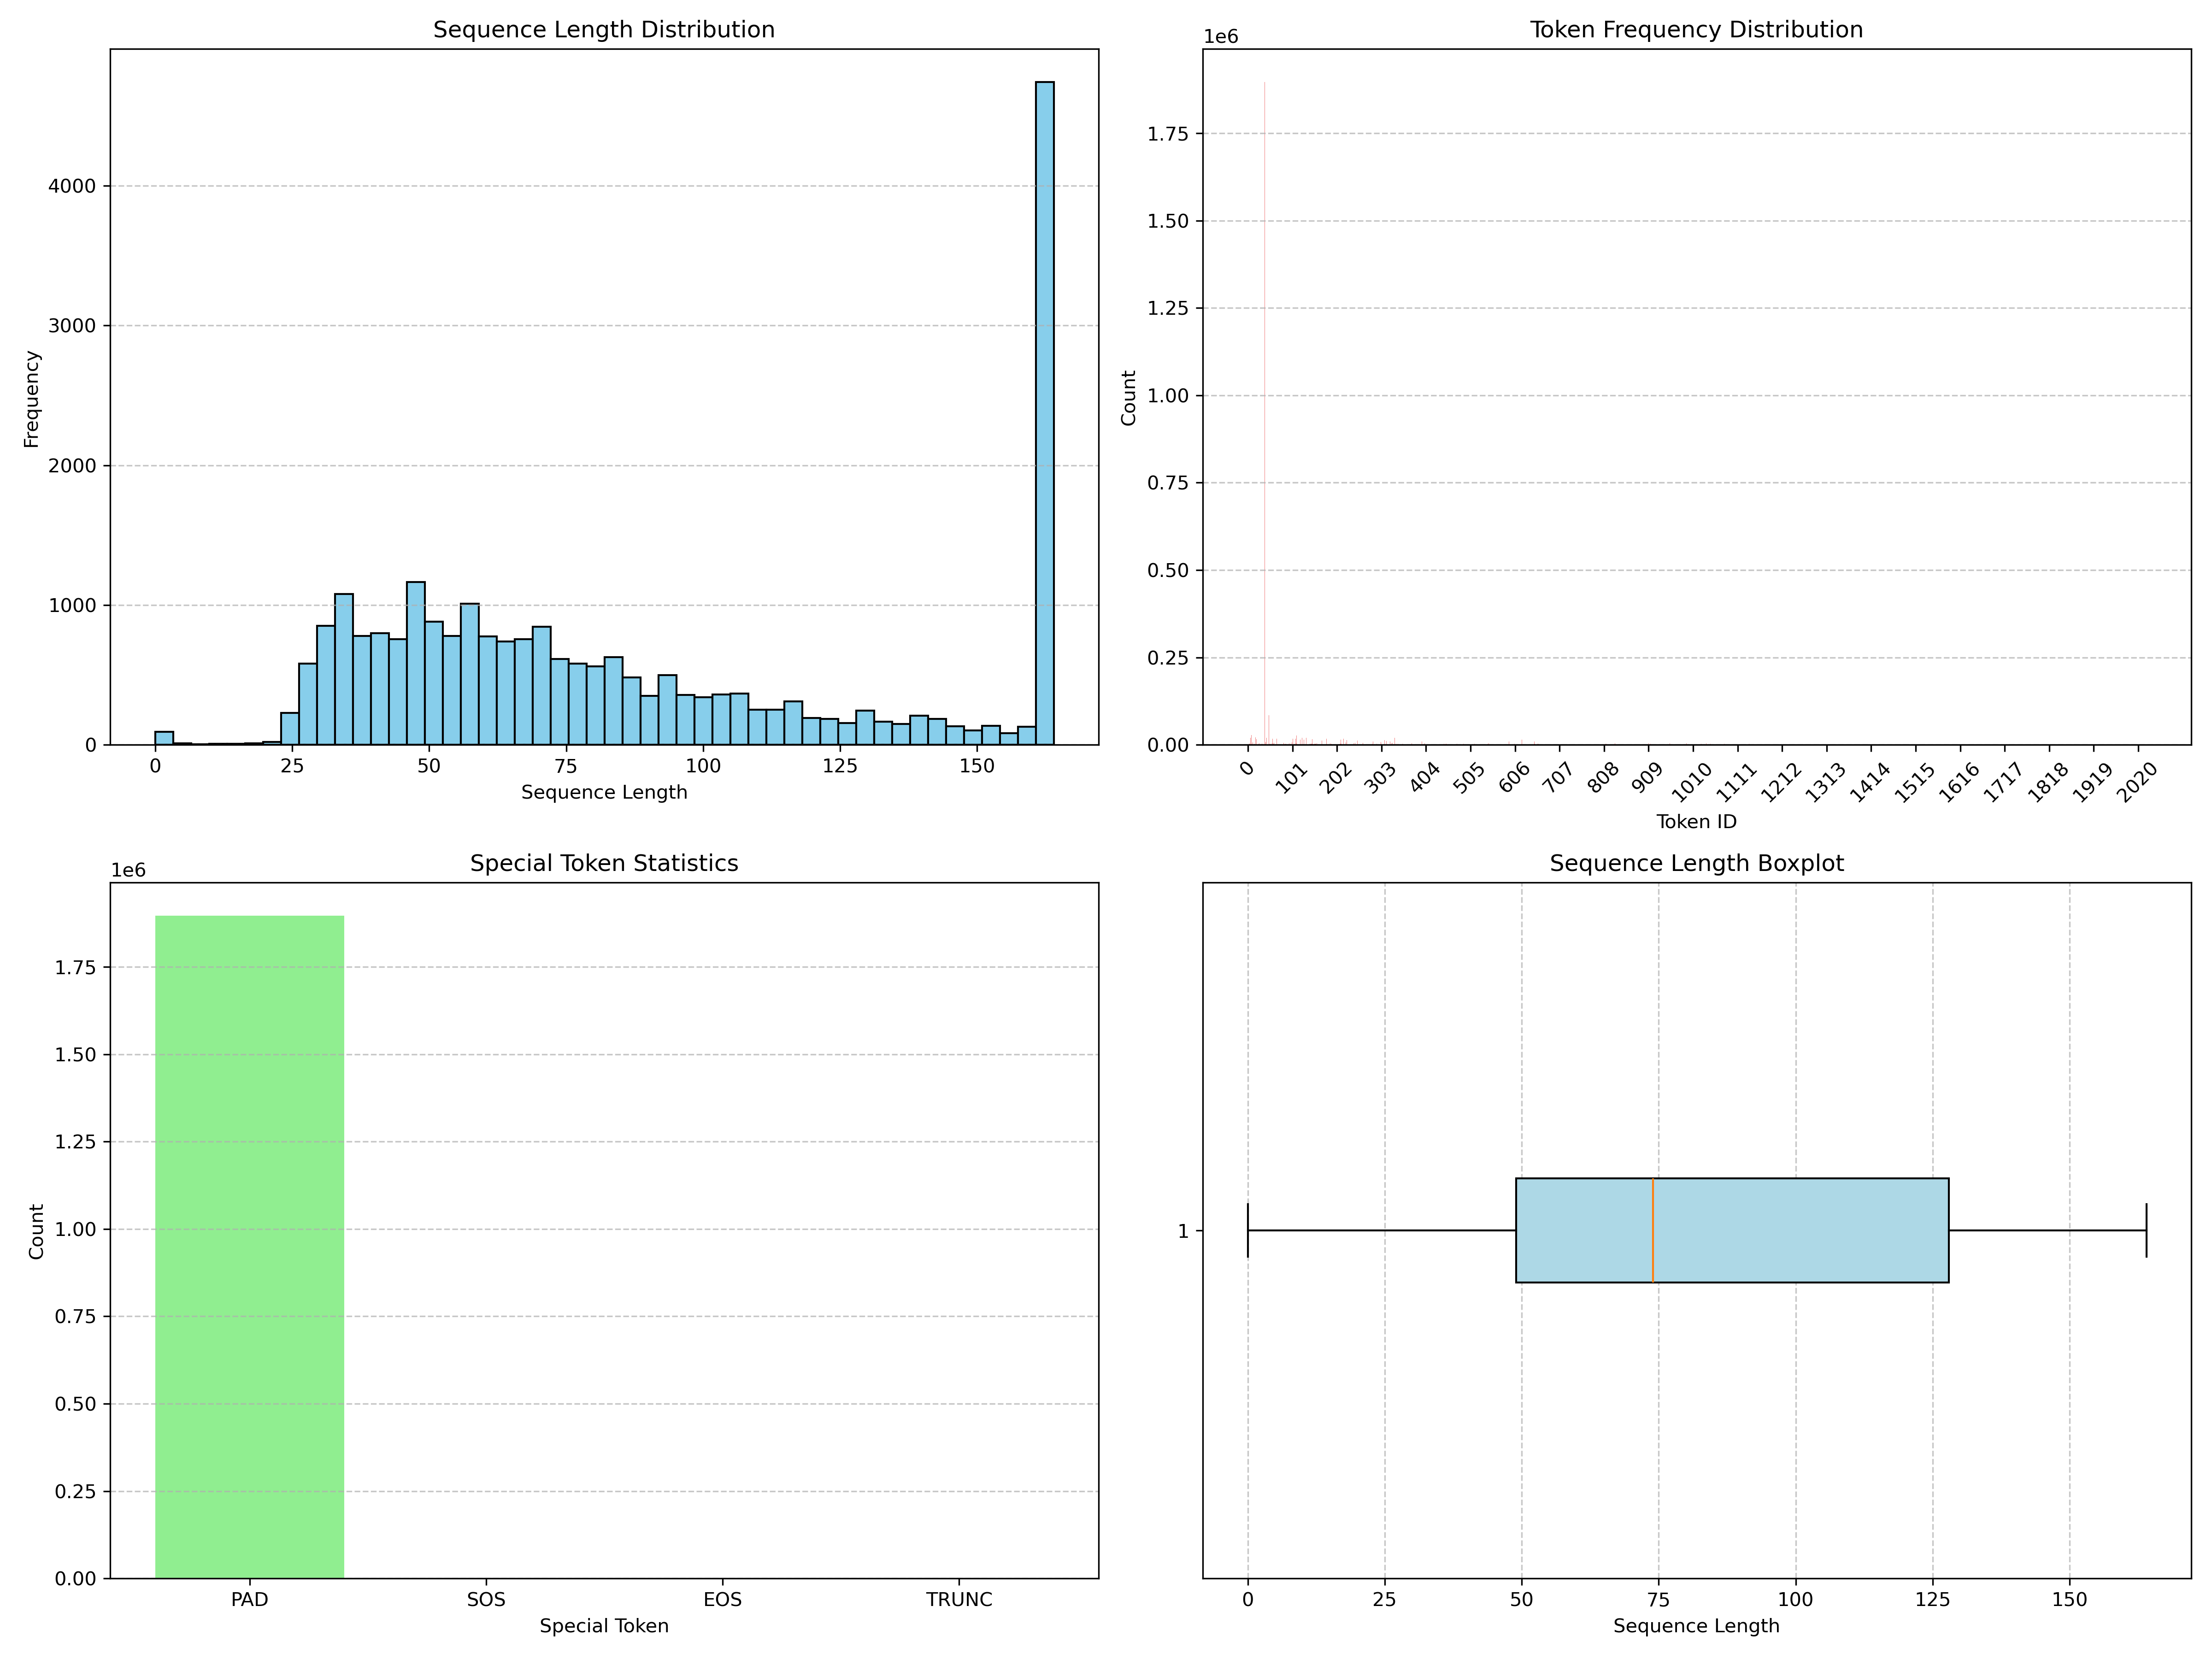 Sequence Length Distribution
Frequency
4000
3000
2000
1000
0
0 25 50 75 100 125 150
Sequence Length
Token Frequency Distribution
1e6
Count
1.75
1.50
1.25
1.00
0.75
0.50
0.25
0.00
0 101 202 303 404 505 606 707 808 909 1010 1111 1212 1313 1414 1515 1616 1717 1818 1919 2020
Token ID
Special Token Statistics
1e6
Count
1.75
1.50
1.25
1.00
0.75
0.50
0.25
0.00
PAD SOS EOS TRUNC
Special Token
Sequence Length Boxplot
1
0 25 50 75 100 125 150
Sequence Length